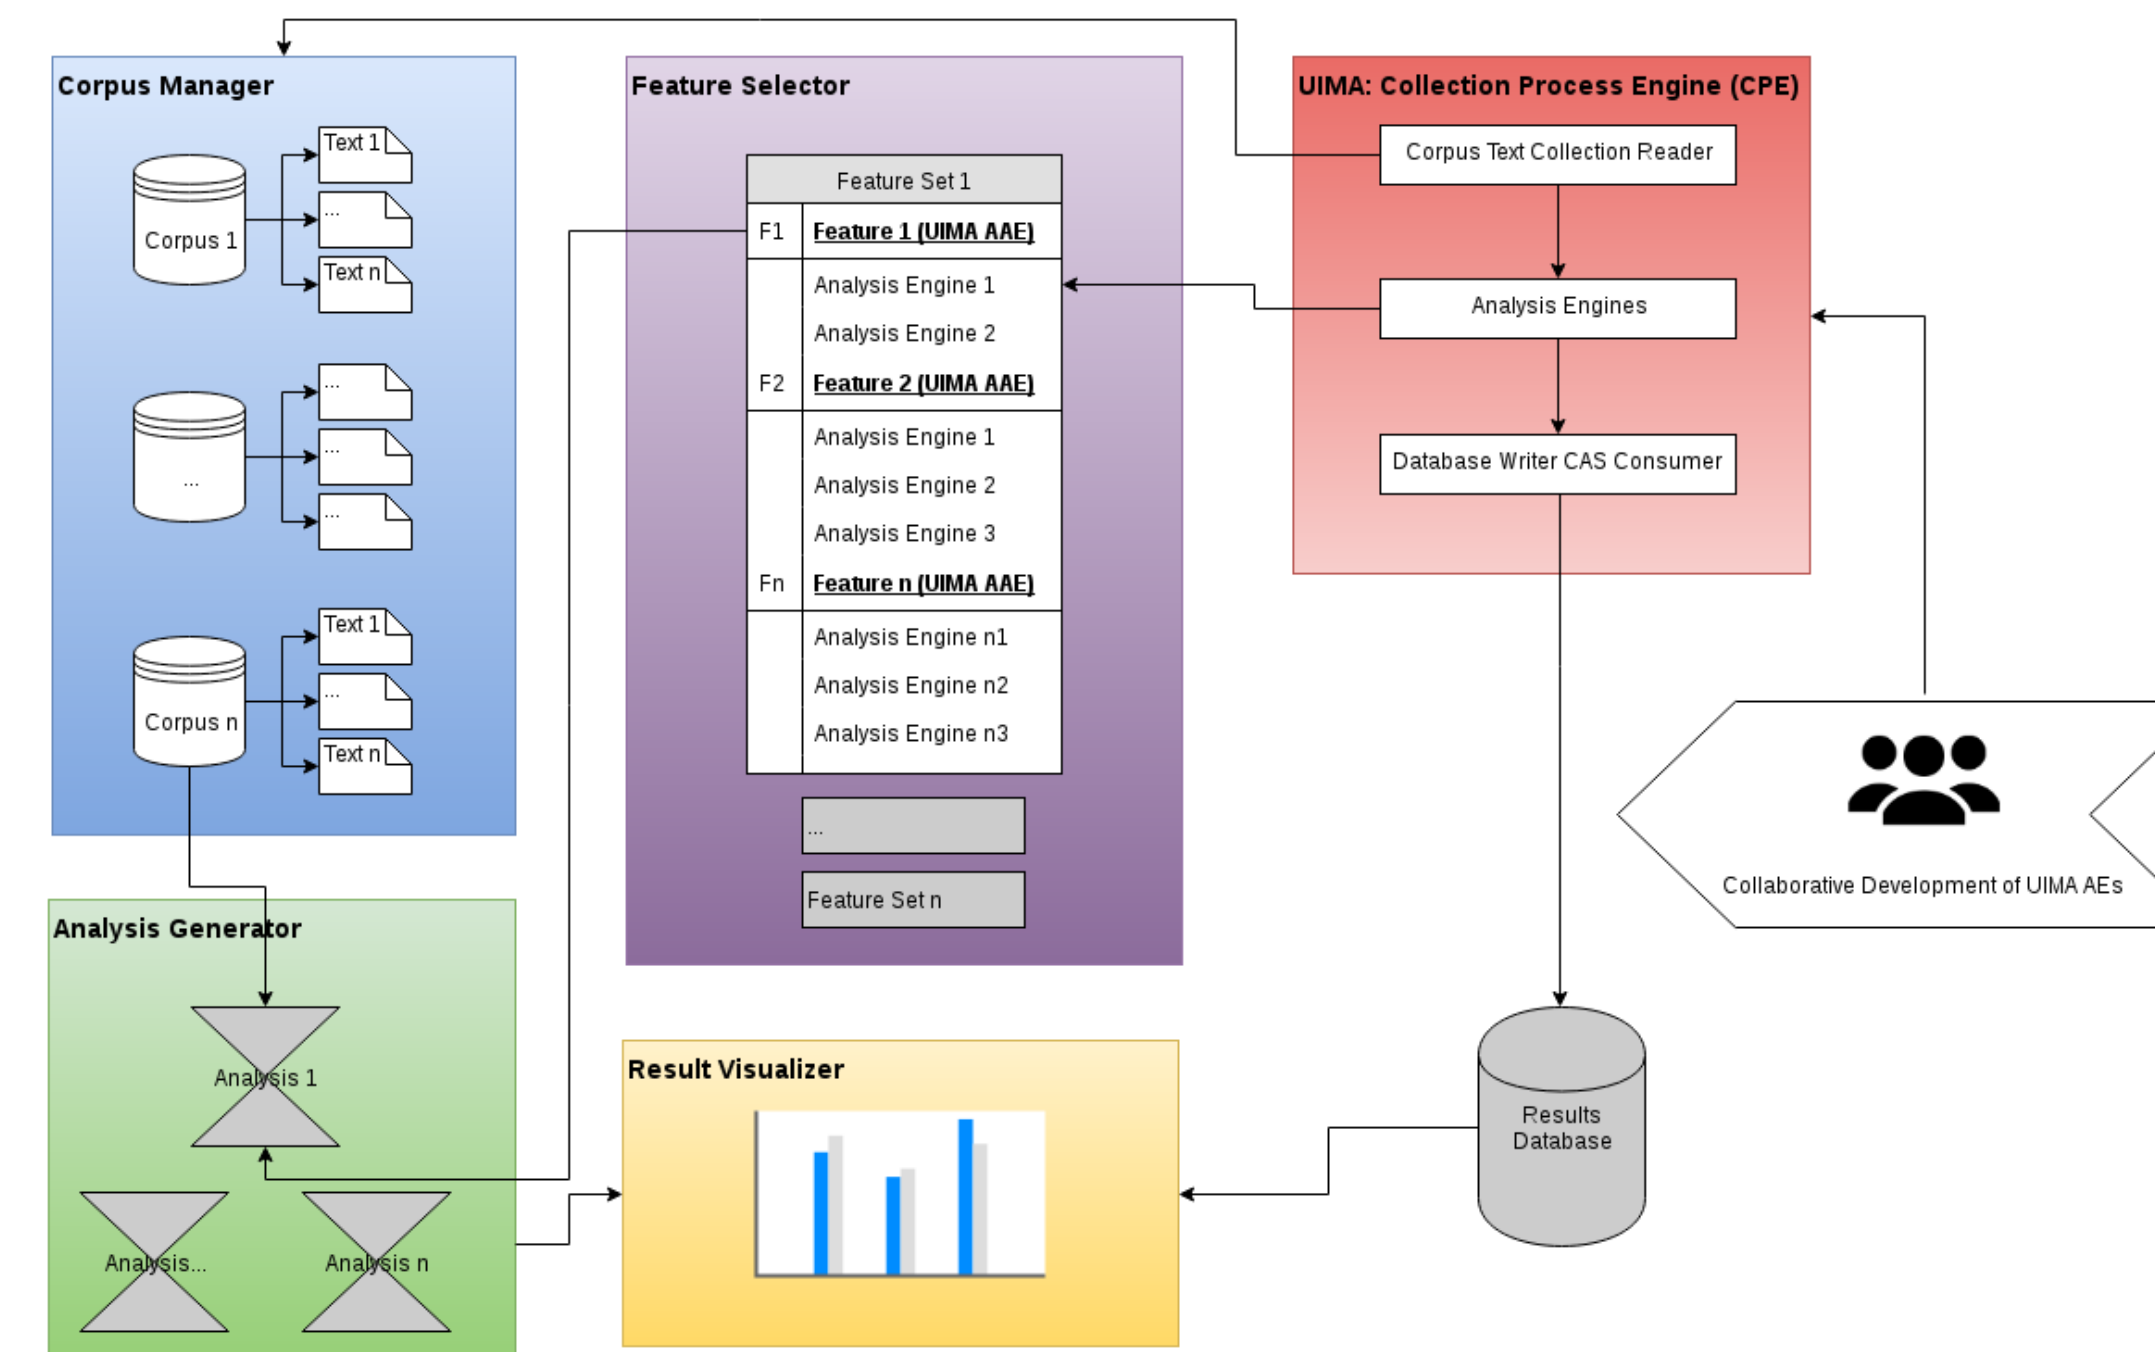 Corpus Manager
Text 1
...
Corpus 1
Text n
...
...
...
...
Text 1
...
Corpus n
Text n
Feature Selector
Feature Set 1
F1 Feature 1 (UIMA AAE)
Analysis Engine 1
Analysis Engine 2
F2 Feature 2 (UIMA AAE)
Analysis Engine 1
Analysis Engine 2
Analysis Engine 3
Fn Feature n (UIMA AAE)
Analysis Engine n1
Analysis Engine n2
Analysis Engine n3
...
Feature Set n
UIMA: Collection Process Engine (CPE)
Corpus Text Collection Reader
Analysis Engines
Database Writer CAS Consumer
Collaborative Development of UIMA AEs
Analysis Generator
Analysis 1
Analysis...
Analysis n
Result Visualizer
Results
Database